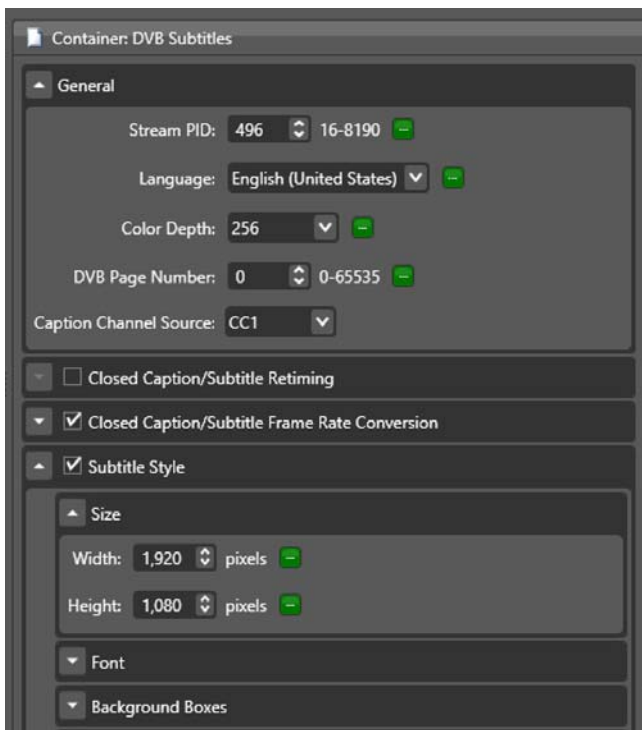 Container: DVB Subtitles
General
Stream PID: 496 16-8190
Language: English (United States)
Color Depth: 256
DVB Page Number: 0 0-65535
Caption Channel Source: CC1
Closed Caption/Subtitle Retiming
Closed Caption/Subtitle Frame Rate Conversion
Subtitle Style
Size
Width: 1,920 pixels
Height: 1,080 pixels
Font
Background Boxes